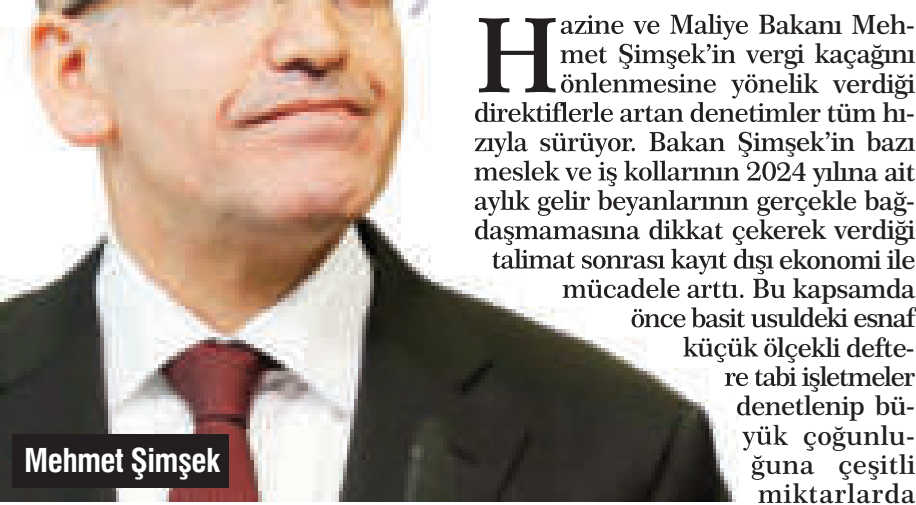 Hazine ve Maliye Bakanı Meh-
met Şimşek’in vergi kaçağını
önlenmesine yönelik verdiği
direktiflerle artan denetimler tüm hı-
zıyla sürüyor. Bakan Şimşek’in bazı
meslek ve iş kollarının 2024 yılına ait
aylık gelir beyanlarının gerçekle bağ-
daşmamasına dikkat çekerek verdiği
talimat sonrası kayıt dışı ekonomi ile
mücadele arttı. Bu kapsamda
önce basit usuldeki esnaf
küçük ölçekli defte-
re tabi işletmeler
denetlenip bü-
yük çoğunlu-
ğuna çeşitli
miktarlarda
Mehmet Şimşek